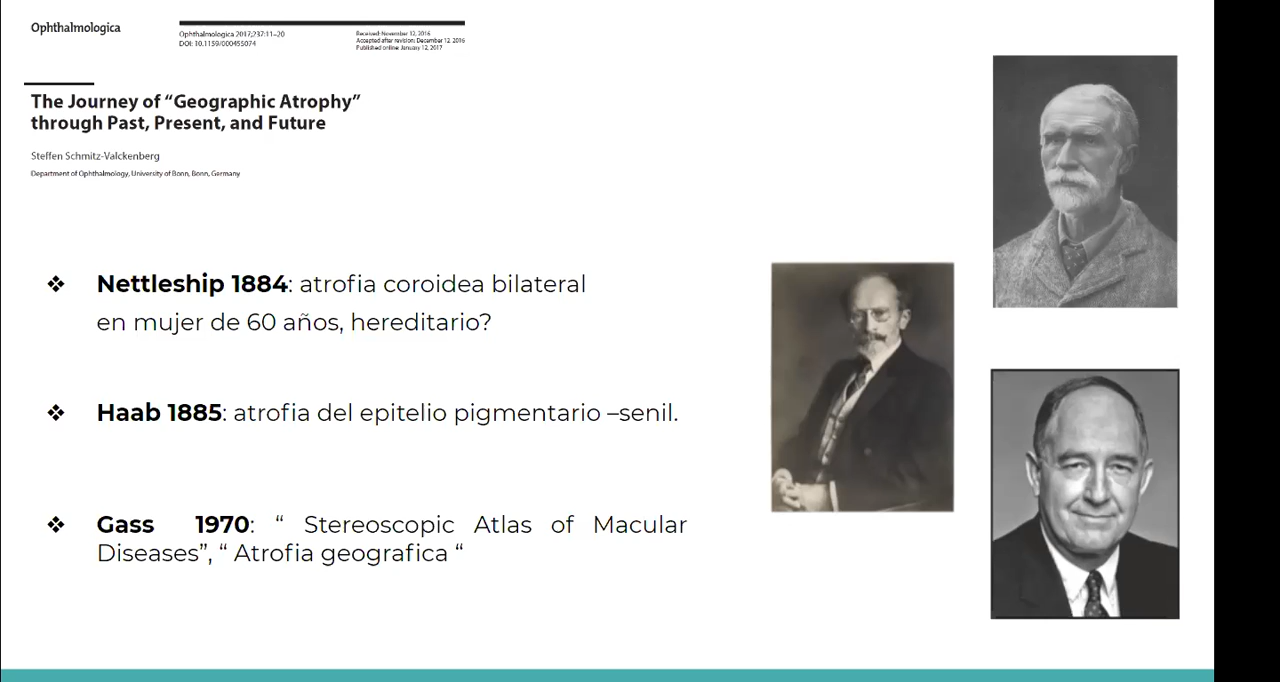 Ophthalmologica
Ophthalmologica 2017;237:11–20
DOI: 10.1159/000455074
Received: November 12, 2016
Accepted after revision: December 12, 2016
Published online: January 12, 2017
The Journey of “Geographic Atrophy”
through Past, Present, and Future
Steffen Schmitz-Valckenberg
Department of Ophthalmology, University of Bonn, Bonn, Germany
❖ Nettleship 1884: atrofia coroidea bilateral
en mujer de 60 años, hereditario?
❖ Haab 1885: atrofia del epitelio pigmentario –senil.
❖ Gass 1970: “ Stereoscopic Atlas of Macular
Diseases”, “ Atrofia geografica “